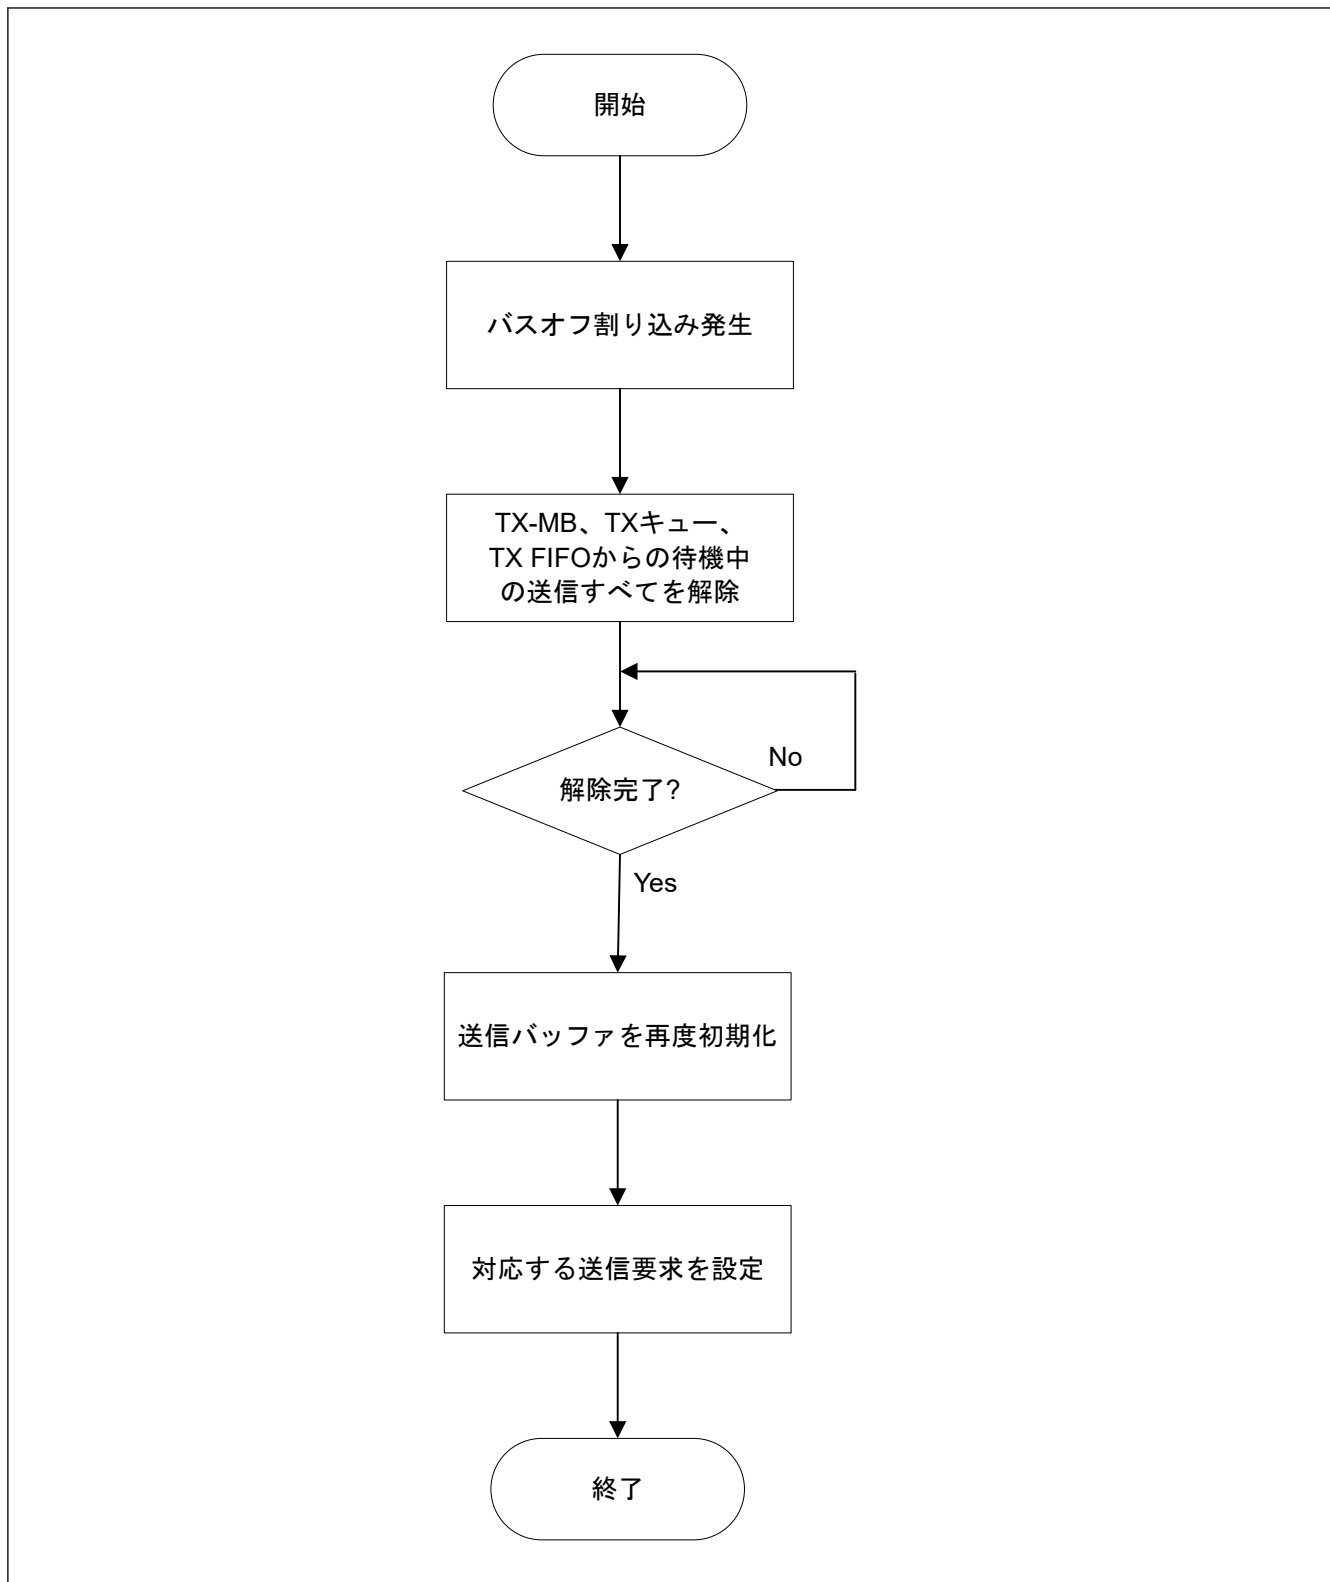 開始
バスオフ割り込み発生
TX-MB、TXキュー、
TX FIFOからの待機中
の送信すべてを解除
No
解除完了?
Yes
送信バッファを再度初期化
対応する送信要求を設定
終了